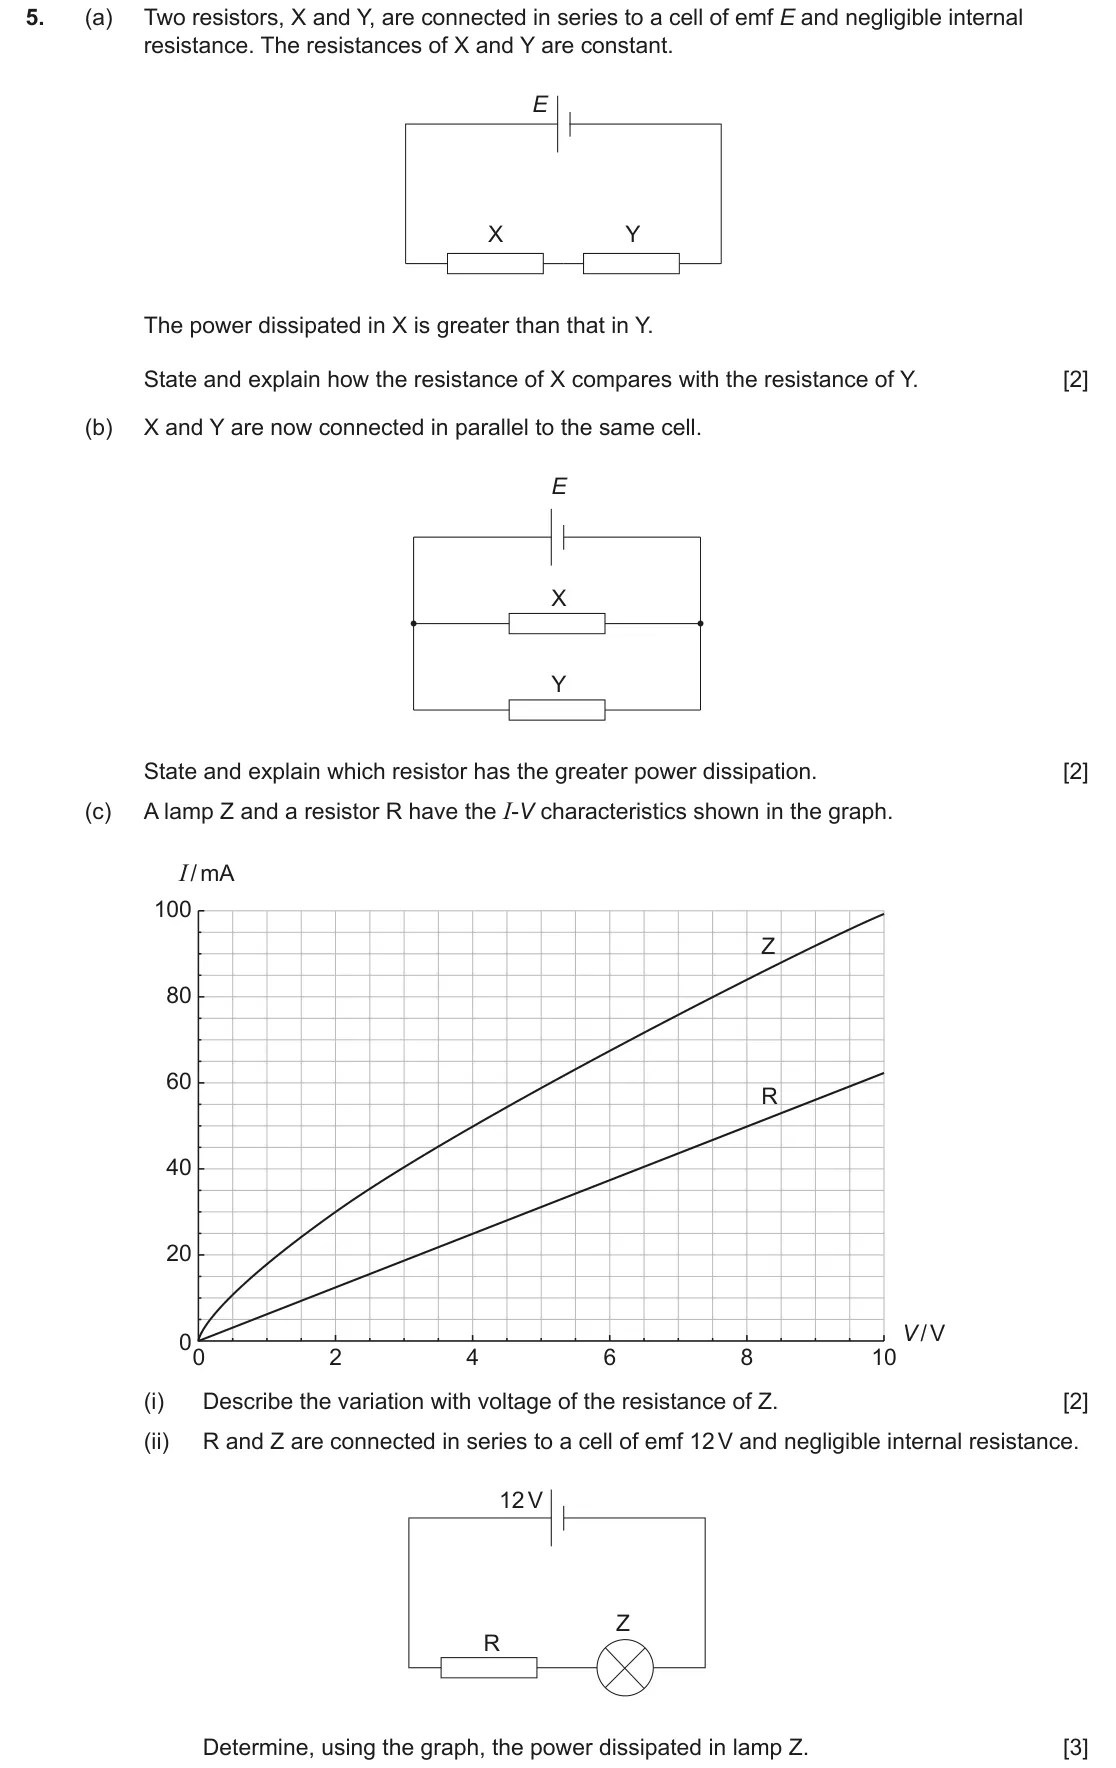 5. (a) Two resistors, X and Y, are connected in series to a cell of emf E and negligible internal
resistance. The resistances of X and Y are constant.
E
X Y
The power dissipated in X is greater than that in Y.
State and explain how the resistance of X compares with the resistance of Y. [2]
(b) X and Y are now connected in parallel to the same cell.
E
X
Y
State and explain which resistor has the greater power dissipation. [2]
(c) A lamp Z and a resistor R have the I-V characteristics shown in the graph.
I/mA
100
Z
80
R
60
40
20
0
V/V
0 2 4 6 8 10
(i) Describe the variation with voltage of the resistance of Z. [2]
(ii) R and Z are connected in series to a cell of emf 12V and negligible internal resistance.
12V
Z
R
Determine, using the graph, the power dissipated in lamp Z. [3]